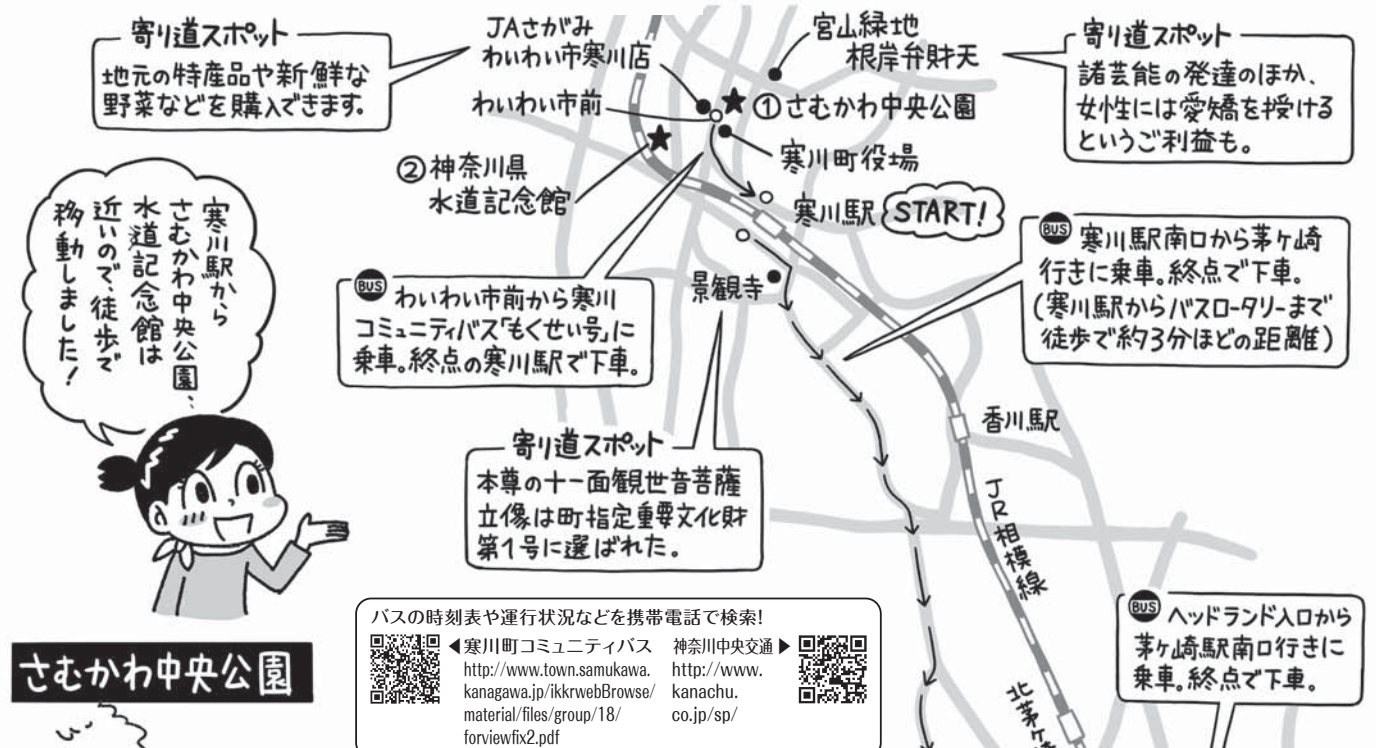 寄り道スポット
地元の特産品や新鮮な
野菜などを購入できます。
JAさがみ
わいわい市寒川店
わいわい市前
宮山緑地
根岸弁財天
寄り道スポット
諸芸能の発達のほか、
女性には愛嬌を授ける
というご利益も。
①さむかわ中央公園
寒川町役場
②神奈川県
水道記念館
寒川駅 START!
寒川駅から
さむかわ中央公園、
水道記念館は
近いので、徒歩で
移動しました!
BUS わいわい市前から寒川
コミュニティバス「もくせい号」に
乗車。終点の寒川駅で下車。
景観寺
BUS 寒川駅南口から茅ヶ崎
行きに乗車。終点で下車。
(寒川駅からバスロータリーまで
徒歩で約3分ほどの距離)
寄り道スポット
本尊の十一面観世音菩薩
立像は町指定重要文化財
第1号に選ばれた。
香川駅
JR相模線
バスの時刻表や運行状況などを携帯電話で検索!
◀寒川町コミュニティバス
http://www.town.samukawa.
kanagawa.jp/ikkrwebBrowse/
material/files/group/18/
forviewfix2.pdf
神奈川中央交通▶
http://www.
kanachu.
co.jp/sp/
BUS ヘッドランド入口から
茅ヶ崎駅南口行きに
乗車。終点で下車。
北茅ヶ崎
さむかわ中央公園